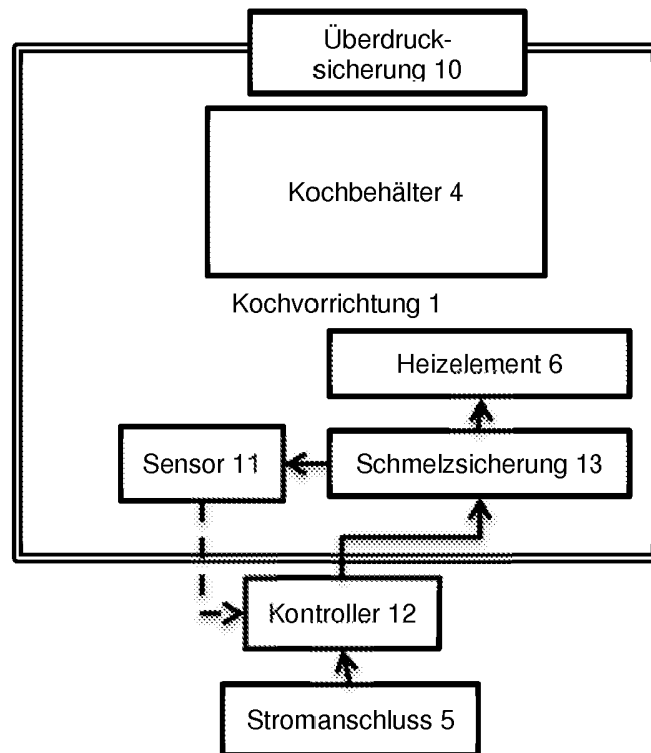 Überdruck-
sicherung 10
Kochbehälter 4
Kochvorrichtung 1
Heizelement 6
Sensor 11
Schmelzsicherung 13
Kontroller 12
Stromanschluss 5